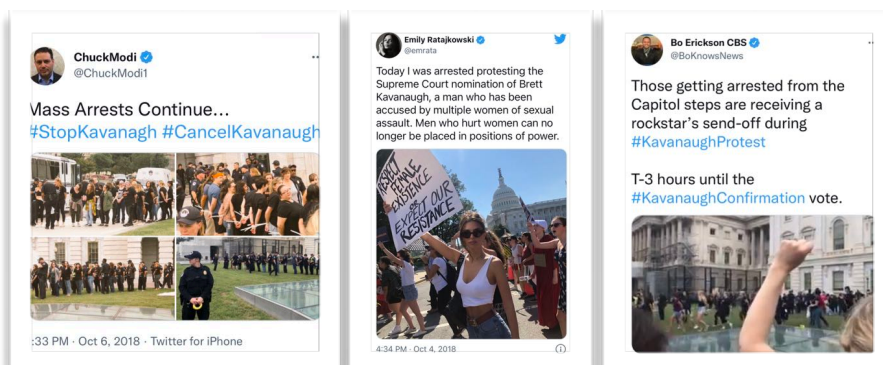 ChuckModi
@ChuckModi1
Mass Arrests Continue...
#StopKavanagh #CancelKavanaugh
:33 PM · Oct 6, 2018 · Twitter for iPhone
Emily Ratajkowski
@emrata
Today I was arrested protesting the
Supreme Court nomination of Brett
Kavanaugh, a man who has been
accused by multiple women of sexual
assault. Men who hurt women can no
longer be placed in positions of power.
RESPECT
FEMALE
EXISTENCE
OR
EXPECT OUR
RESISTANCE
4:34 PM · Oct 4, 2018
Bo Erickson CBS
@BoKnowsNews
Those getting arrested from the
Capitol steps are receiving a
rockstar's send-off during
#KavanaughProtest
T-3 hours until the
#KavanaughConfirmation vote.